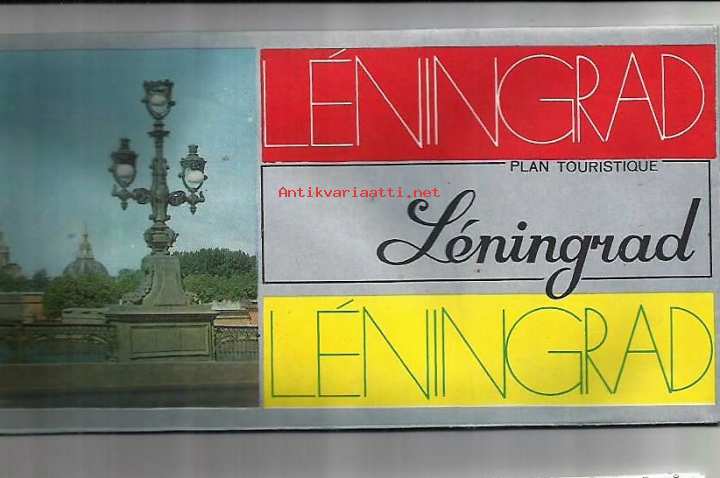 LÉNINGRAD
PLAN TOURISTIQUE
Antikvariaatti.net
Léningrad
LÉNINGRAD